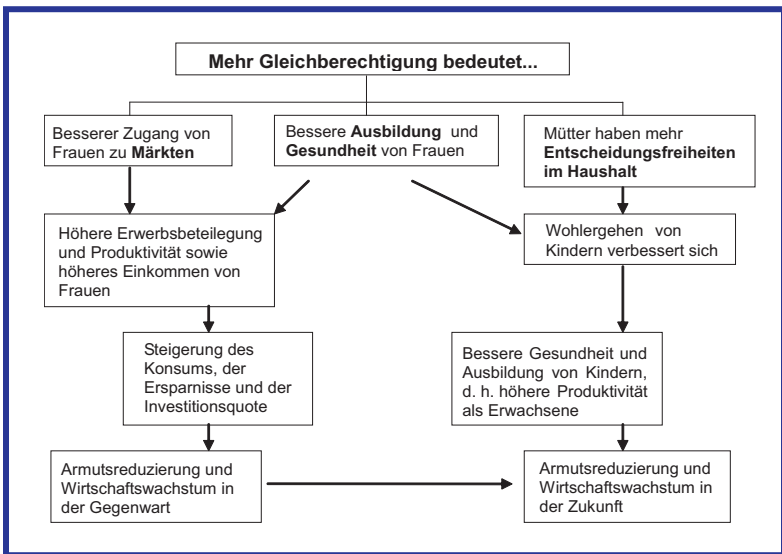 Mehr Gleichberechtigung bedeutet...
Besserer Zugang von
Frauen zu Märkten
Bessere Ausbildung und
Gesundheit von Frauen
Mütter haben mehr
Entscheidungsfreiheiten
im Haushalt
Höhere Erwerbsbeteilegung
und Produktivität sowie
höheres Einkommen von
Frauen
Wohlergehen von
Kindern verbessert sich
Steigerung des
Konsums, der
Ersparnisse und der
Investitionsquote
Bessere Gesundheit und
Ausbildung von Kindern,
d. h. höhere Produktivität
als Erwachsene
Armutsreduzierung und
Wirtschaftswachstum in
der Gegenwart
Armutsreduzierung und
Wirtschaftswachstum in
der Zukunft